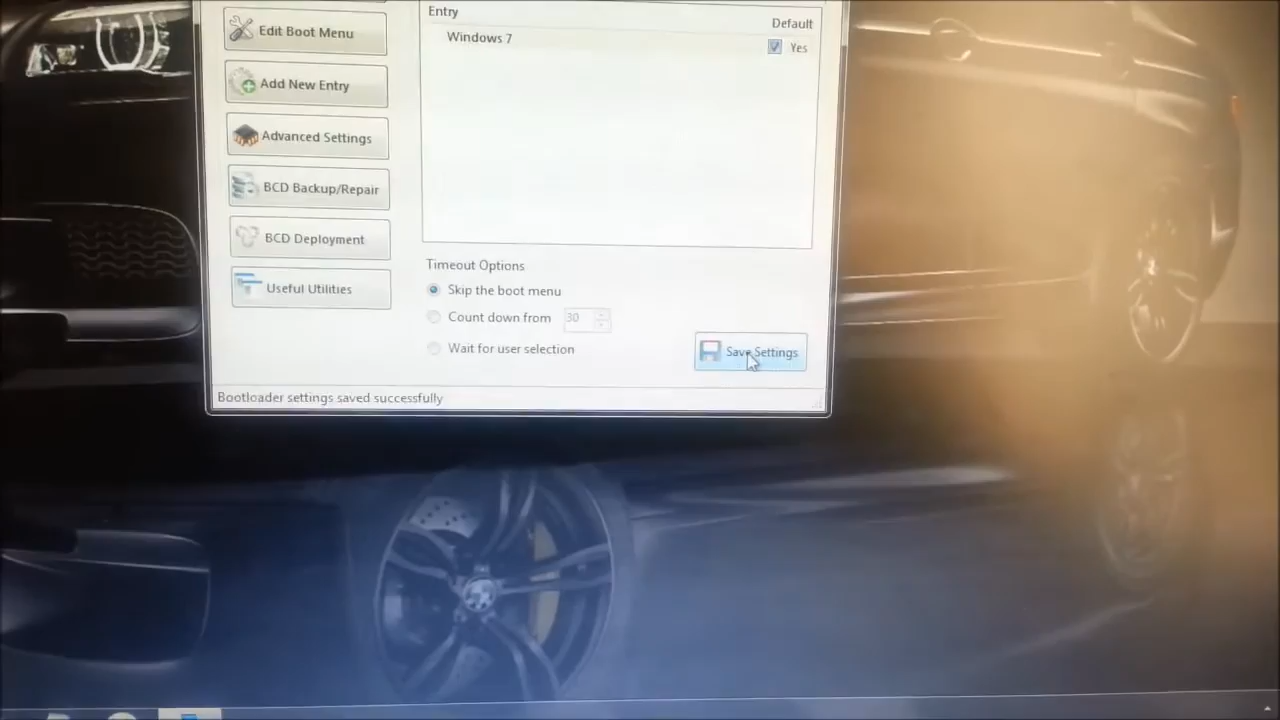 Entry
Default
Windows 7
Yes
Edit Boot Menu
Add New Entry
Advanced Settings
BCD Backup/Repair
BCD Deployment
Useful Utilities
Timeout Options
Skip the boot menu
Count down from 30
Wait for user selection
Save Settings
Bootloader settings saved successfully